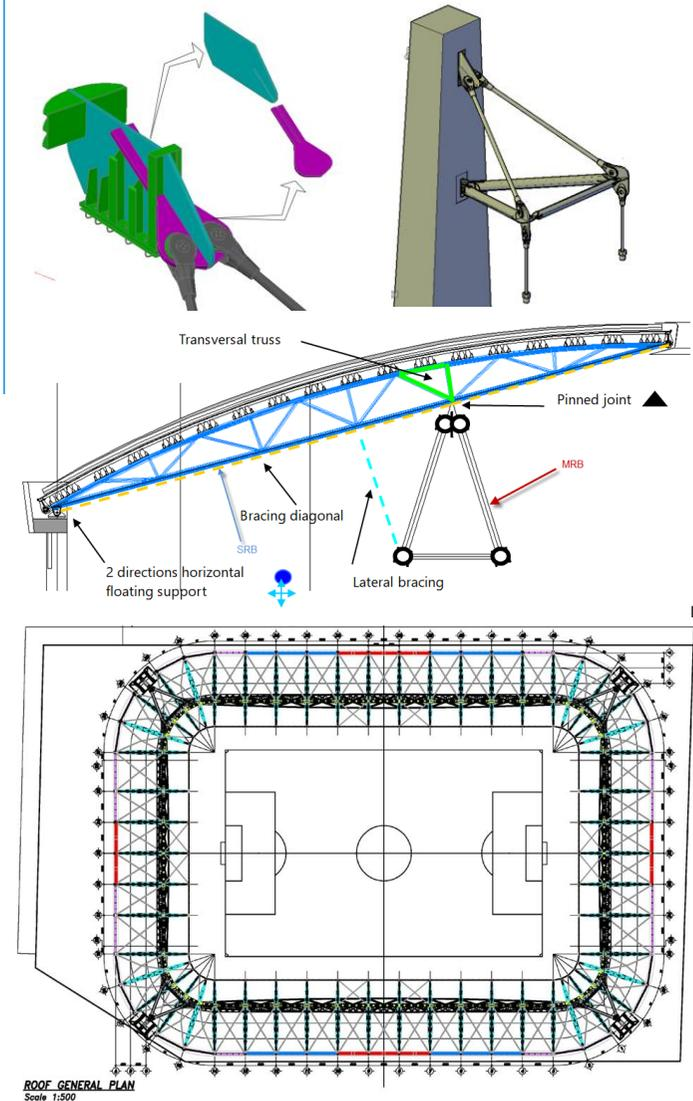 Transversal truss
Pinned joint
MRB
Bracing diagonal
SRB
2 directions horizontal
floating support
Lateral bracing
ROOF GENERAL PLAN
Scale 1:500